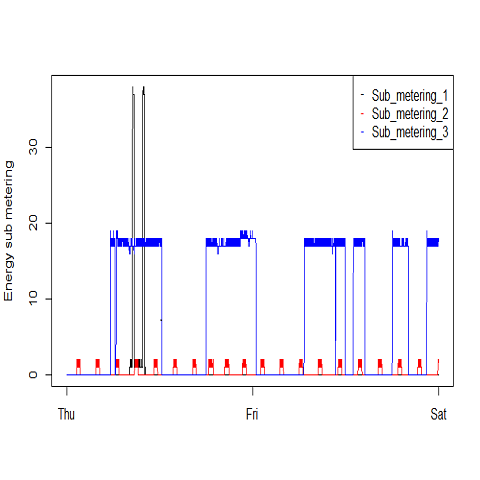 Sub_metering_1
Sub_metering_2
Sub_metering_3
Energy sub metering
30
20
10
0
Thu Fri Sat